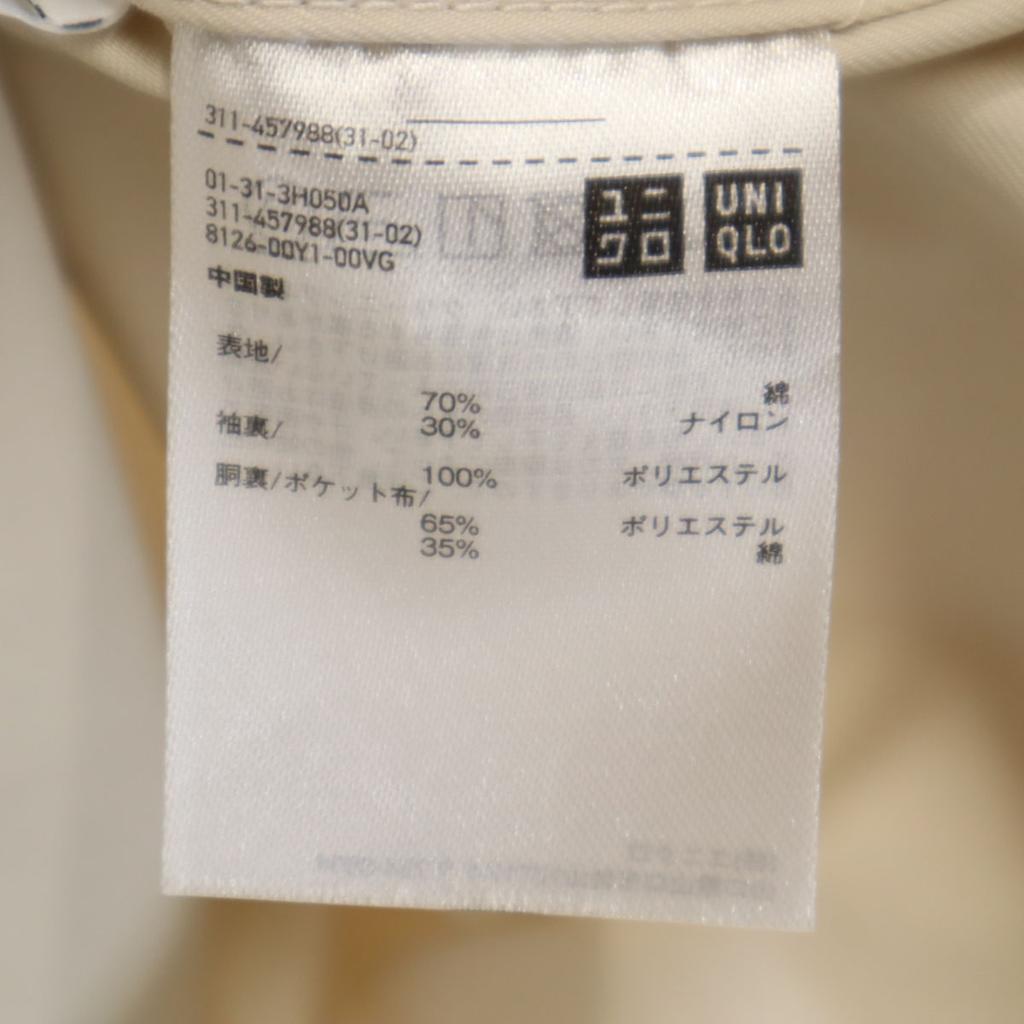 311-457988(31-02)
01-31-3H050A
311-457988(31-02)
8126-00Y1-00VG
中国製
ユニ
クロ
UNI
QLO
表地/
70% 綿
袖裏/ 30% ナイロン
胴裏/ポケット布/ 100% ポリエステル
65% ポリエステル
35% 綿